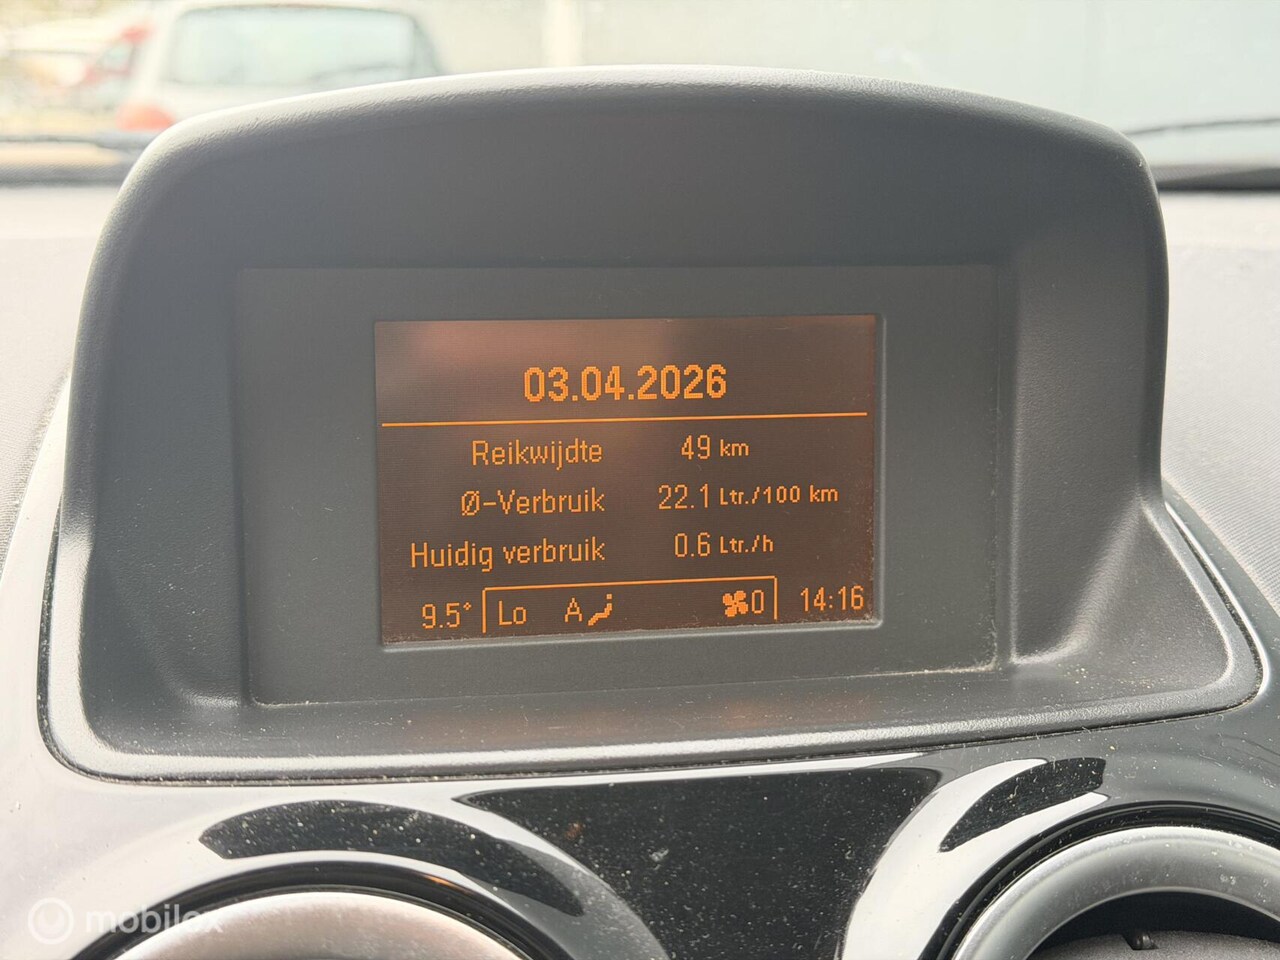 03.04.2026
Reikwijdte 49 km
Ø-Verbruik 22.1 Ltr./100 km
Huidig verbruik 0.6 Ltr./h
9.5° Lo A 0 14:16
mobilox